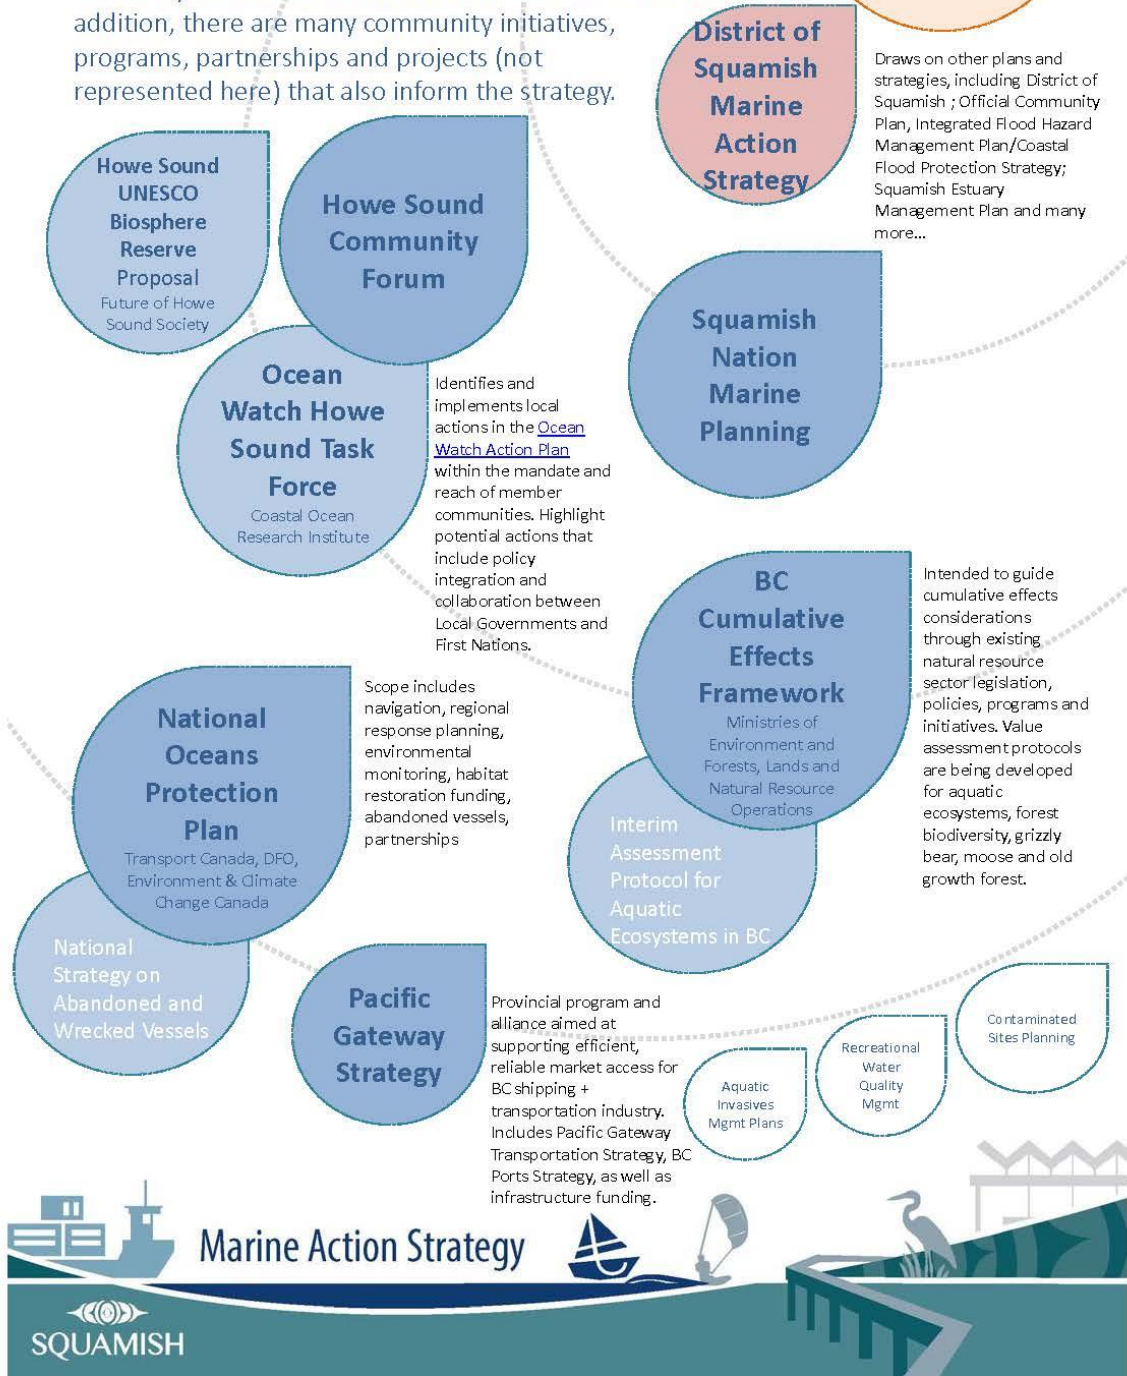 addition, there are many community initiatives,
programs, partnerships and projects (not
represented here) that also inform the strategy.
District of
Squamish
Marine
Action
Strategy
Draws on other plans and
strategies, including District of
Squamish ; Official Community
Plan, Integrated Flood Hazard
Management Plan/Coastal
Flood Protection Strategy;
Squamish Estuary
Management Plan and many
more...
Howe Sound
UNESCO
Biosphere
Reserve
Proposal
Future of Howe
Sound Society
Howe Sound
Community
Forum
Squamish
Nation
Marine
Planning
Ocean
Watch Howe
Sound Task
Force
Coastal Ocean
Research Institute
Identifies and
implements local
actions in the Ocean
Watch Action Plan
within the mandate and
reach of member
communities. Highlight
potential actions that
include policy
integration and
collaboration between
Local Governments and
First Nations.
BC
Cumulative
Effects
Framework
Ministries of
Environment and
Forests, Lands and
Natural Resource
Operations
Intended to guide
cumulative effects
considerations
through existing
natural resource
sector legislation,
policies, programs and
initiatives. Value
assessment protocols
are being developed
for aquatic
ecosystems, forest
biodiversity, grizzly
bear, moose and old
growth forest.
Interim
Assessment
Protocol for
Aquatic
Ecosystems in BC
National
Oceans
Protection
Plan
Transport Canada, DFO,
Environment & Climate
Change Canada
Scope includes
navigation, regional
response planning,
environmental
monitoring, habitat
restoration funding,
abandoned vessels,
partnerships
National
Strategy on
Abandoned and
Wrecked Vessels
Pacific
Gateway
Strategy
Provincial program and
alliance aimed at
supporting efficient,
reliable market access for
BC shipping +
transportation industry.
Includes Pacific Gateway
Transportation Strategy, BC
Ports Strategy, as well as
infrastructure funding.
Aquatic
Invasives
Mgmt Plans
Recreational
Water
Quality
Mgmt
Contaminated
Sites Planning
Marine Action Strategy
SQUAMISH